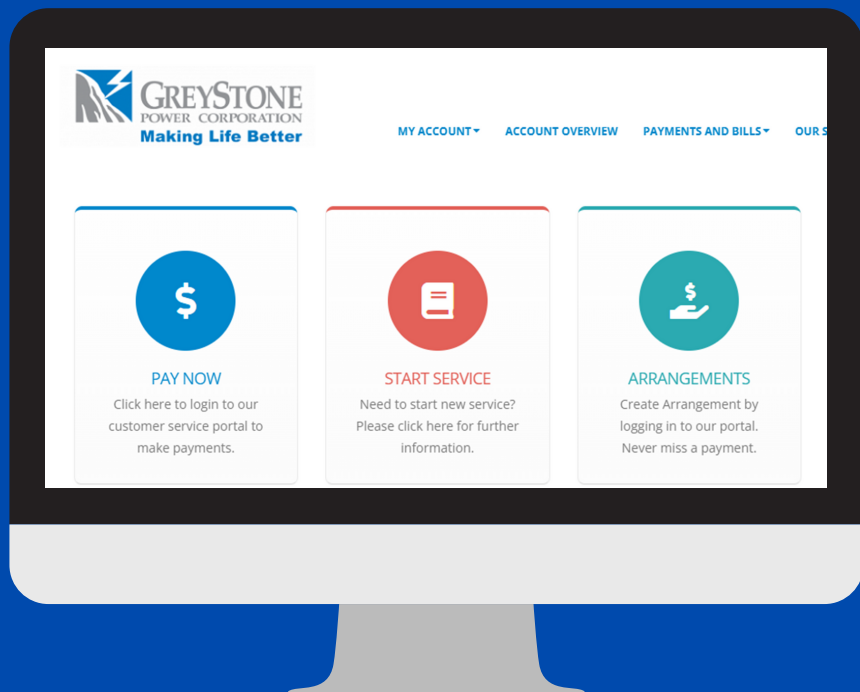 GREYSTONE
POWER CORPORATION
Making Life Better
MY ACCOUNT ACCOUNT OVERVIEW PAYMENTS AND BILLS OUR S
$
$
PAY NOW
Click here to login to our
customer service portal to
make payments.
START SERVICE
Need to start new service?
Please click here for further
information.
ARRANGEMENTS
Create Arrangement by
logging in to our portal.
Never miss a payment.